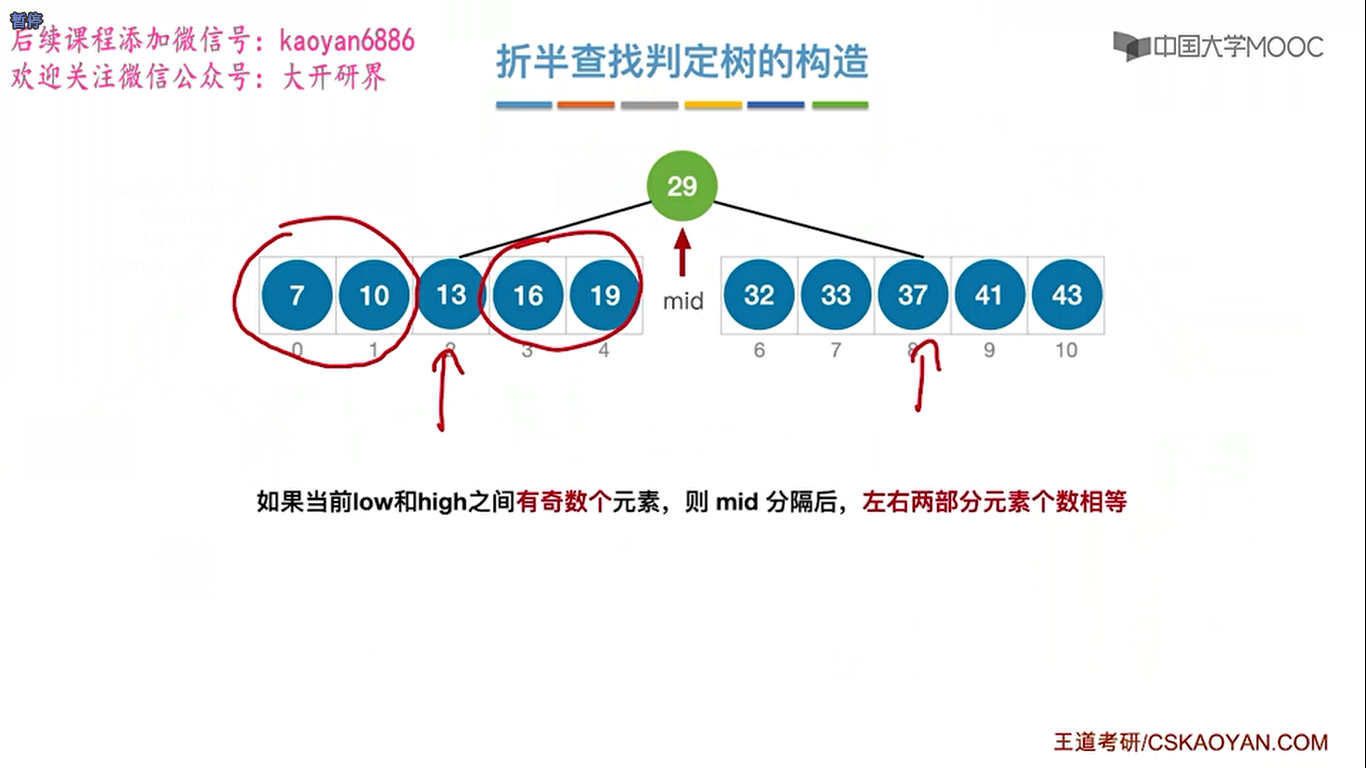 暂停
后续课程添加微信号：kaoyan6886
欢迎关注微信公众号：大开研界
中国大学MOOC
折半查找判定树的构造
29
7 10 13 16 19 mid 32 33 37 41 43
0 1 2 3 4 6 7 8 9 10
如果当前low和high之间有奇数个元素，则 mid 分隔后，左右两部分元素个数相等
王道考研/CSKAOYAN.COM